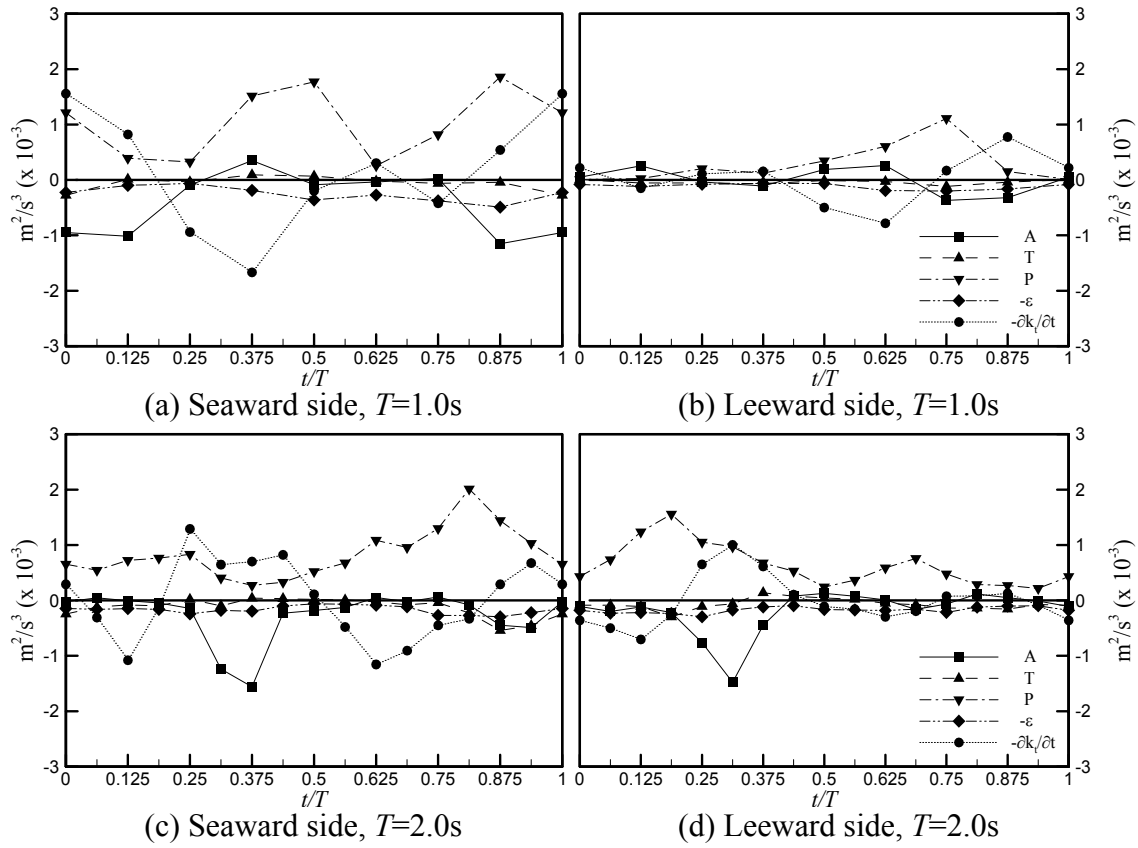 3 3
2 2
1 1
0 0
-1 -1
-2 -2
-3 -3
m²/s³ (x 10⁻³)
m²/s³ (x 10⁻³)
A
T
P
-ε
-∂kₜ/∂t
0 0.125 0.25 0.375 0.5 0.625 0.75 0.875 1
0 0.125 0.25 0.375 0.5 0.625 0.75 0.875 1
t/T
t/T
(a) Seaward side, T=1.0s
(b) Leeward side, T=1.0s
3 3
2 2
1 1
0 0
-1 -1
-2 -2
-3 -3
m²/s³ (x 10⁻³)
m²/s³ (x 10⁻³)
A
T
P
-ε
-∂kₜ/∂t
0 0.125 0.25 0.375 0.5 0.625 0.75 0.875 1
0 0.125 0.25 0.375 0.5 0.625 0.75 0.875 1
t/T
t/T
(c) Seaward side, T=2.0s
(d) Leeward side, T=2.0s